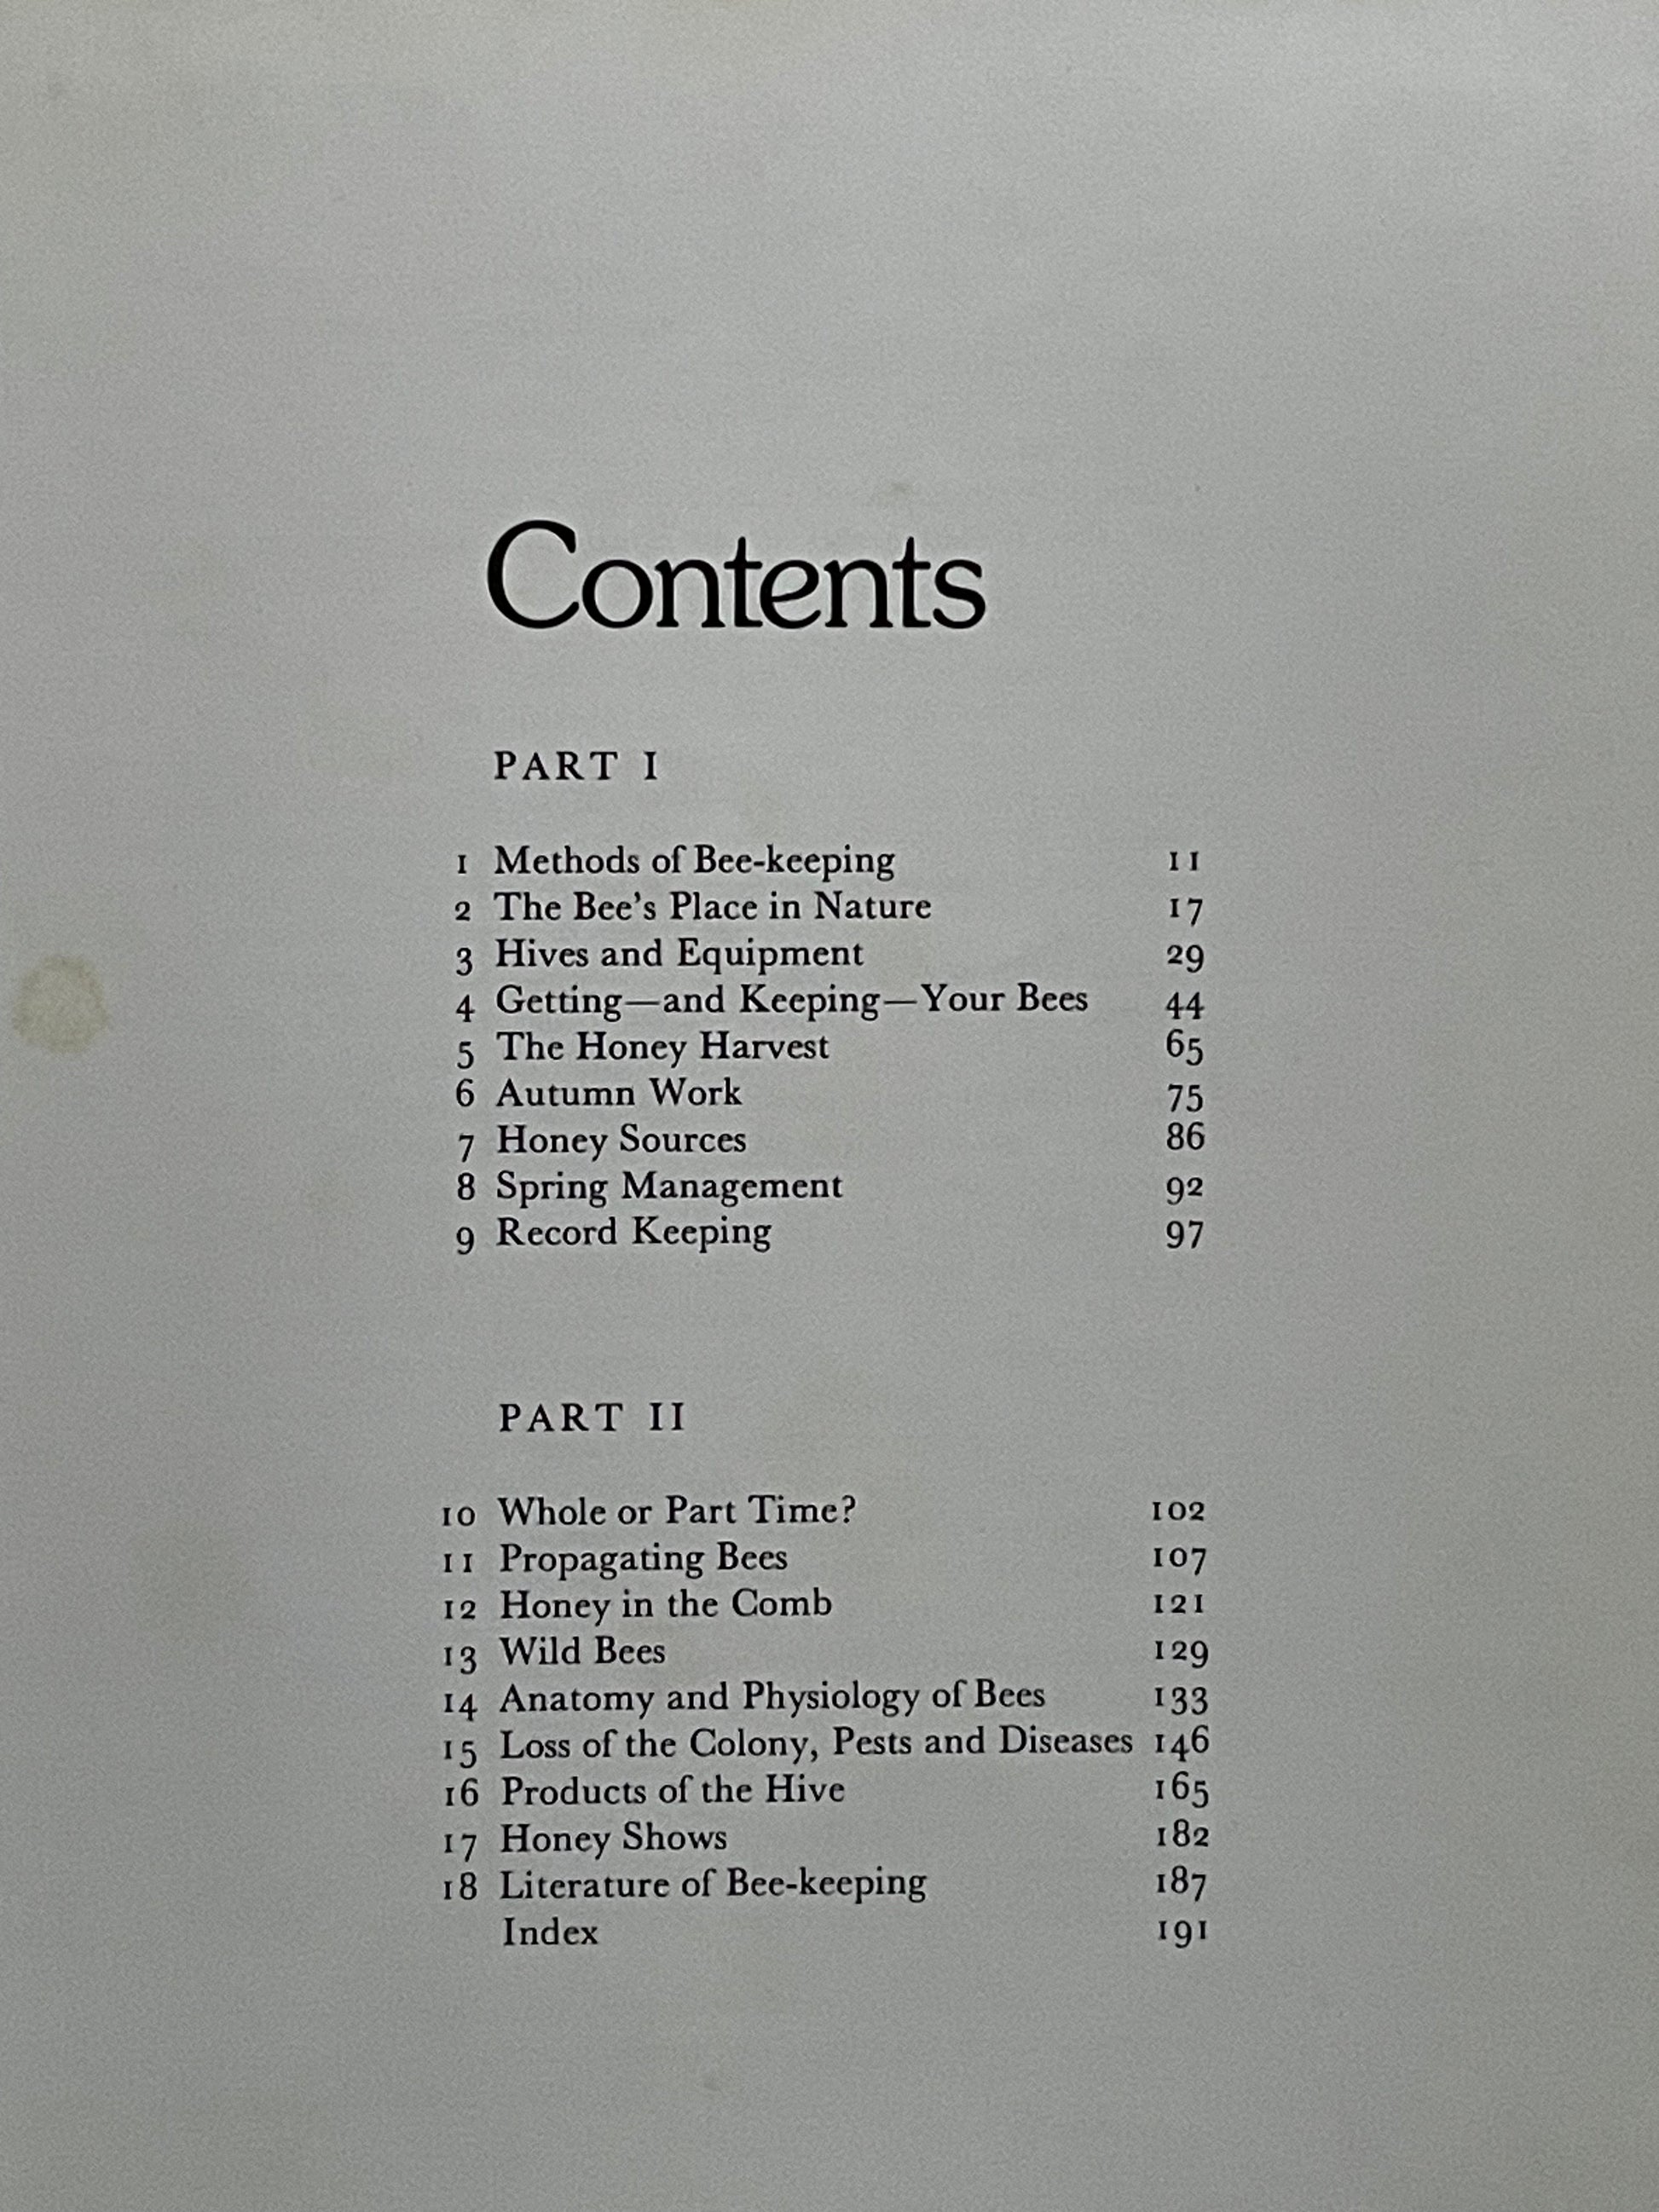 Contents
PART I
1 Methods of Bee-keeping 11
2 The Bee's Place in Nature 17
3 Hives and Equipment 29
4 Getting—and Keeping—Your Bees 44
5 The Honey Harvest 65
6 Autumn Work 75
7 Honey Sources 86
8 Spring Management 92
9 Record Keeping 97
PART II
10 Whole or Part Time? 102
11 Propagating Bees 107
12 Honey in the Comb 121
13 Wild Bees 129
14 Anatomy and Physiology of Bees 133
15 Loss of the Colony, Pests and Diseases 146
16 Products of the Hive 165
17 Honey Shows 182
18 Literature of Bee-keeping 187
Index 191